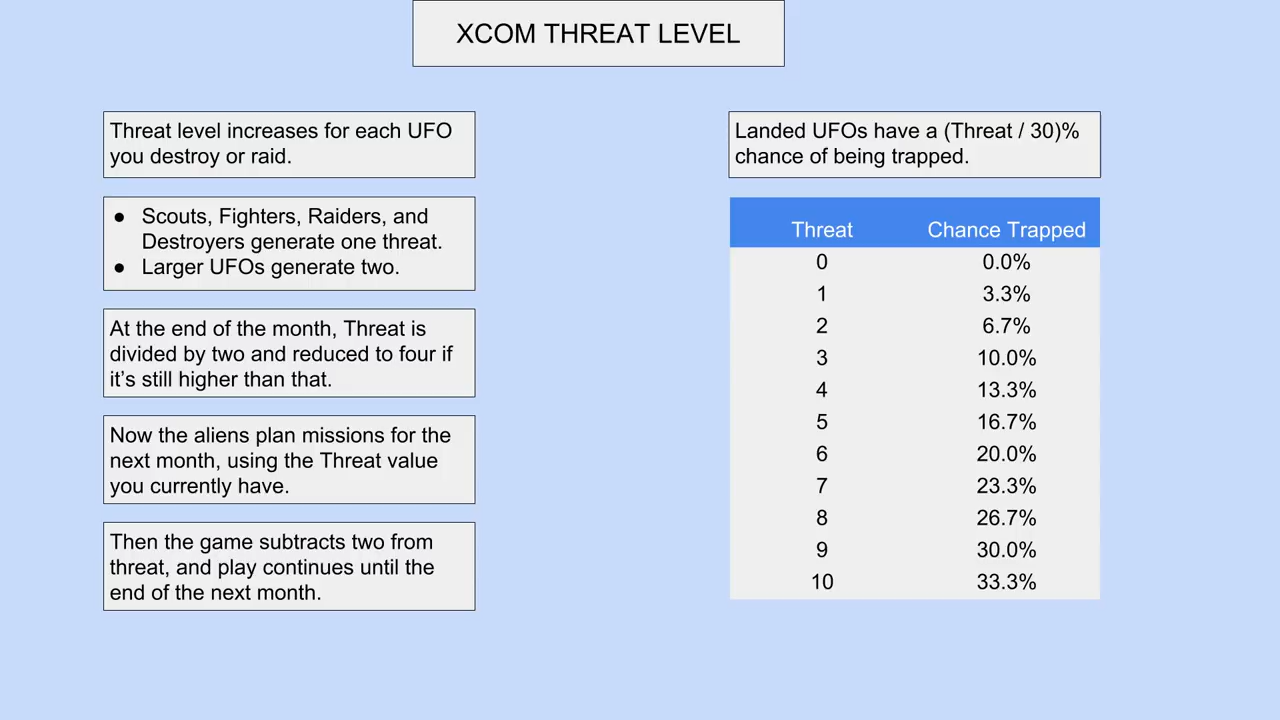 XCOM THREAT LEVEL
Threat level increases for each UFO
you destroy or raid.
● Scouts, Fighters, Raiders, and
Destroyers generate one threat.
● Larger UFOs generate two.
At the end of the month, Threat is
divided by two and reduced to four if
it's still higher than that.
Now the aliens plan missions for the
next month, using the Threat value
you currently have.
Then the game subtracts two from
threat, and play continues until the
end of the next month.
Landed UFOs have a (Threat / 30)%
chance of being trapped.
Threat Chance Trapped
0 0.0%
1 3.3%
2 6.7%
3 10.0%
4 13.3%
5 16.7%
6 20.0%
7 23.3%
8 26.7%
9 30.0%
10 33.3%